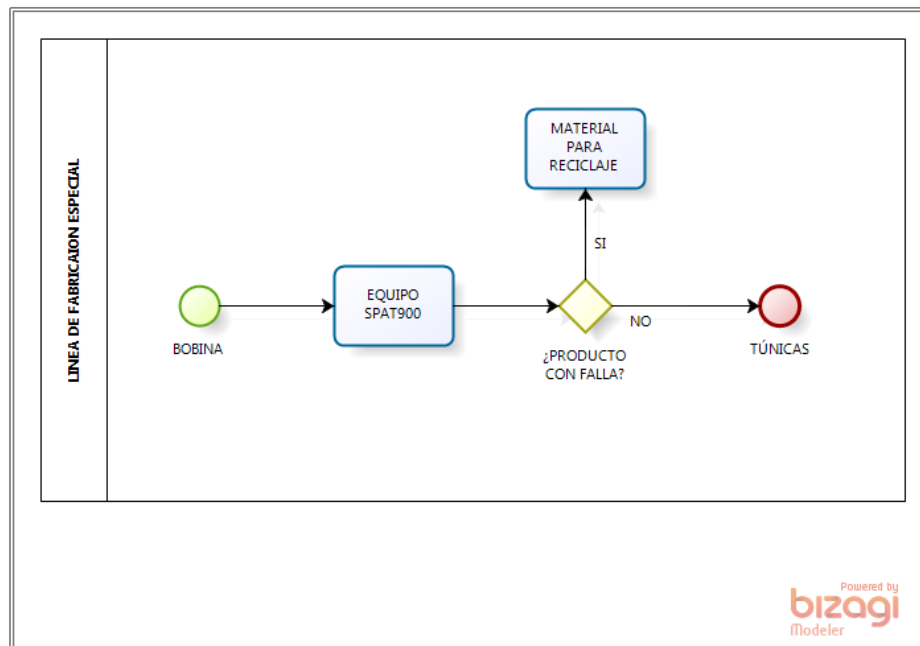 LINEA DE FABRICAION ESPECIAL
MATERIAL
PARA
RECICLAJE
SI
EQUIPO
SPAT900
BOBINA
NO
¿PRODUCTO
CON FALLA?
TÚNICAS
Powered by
bizagi
Modeler